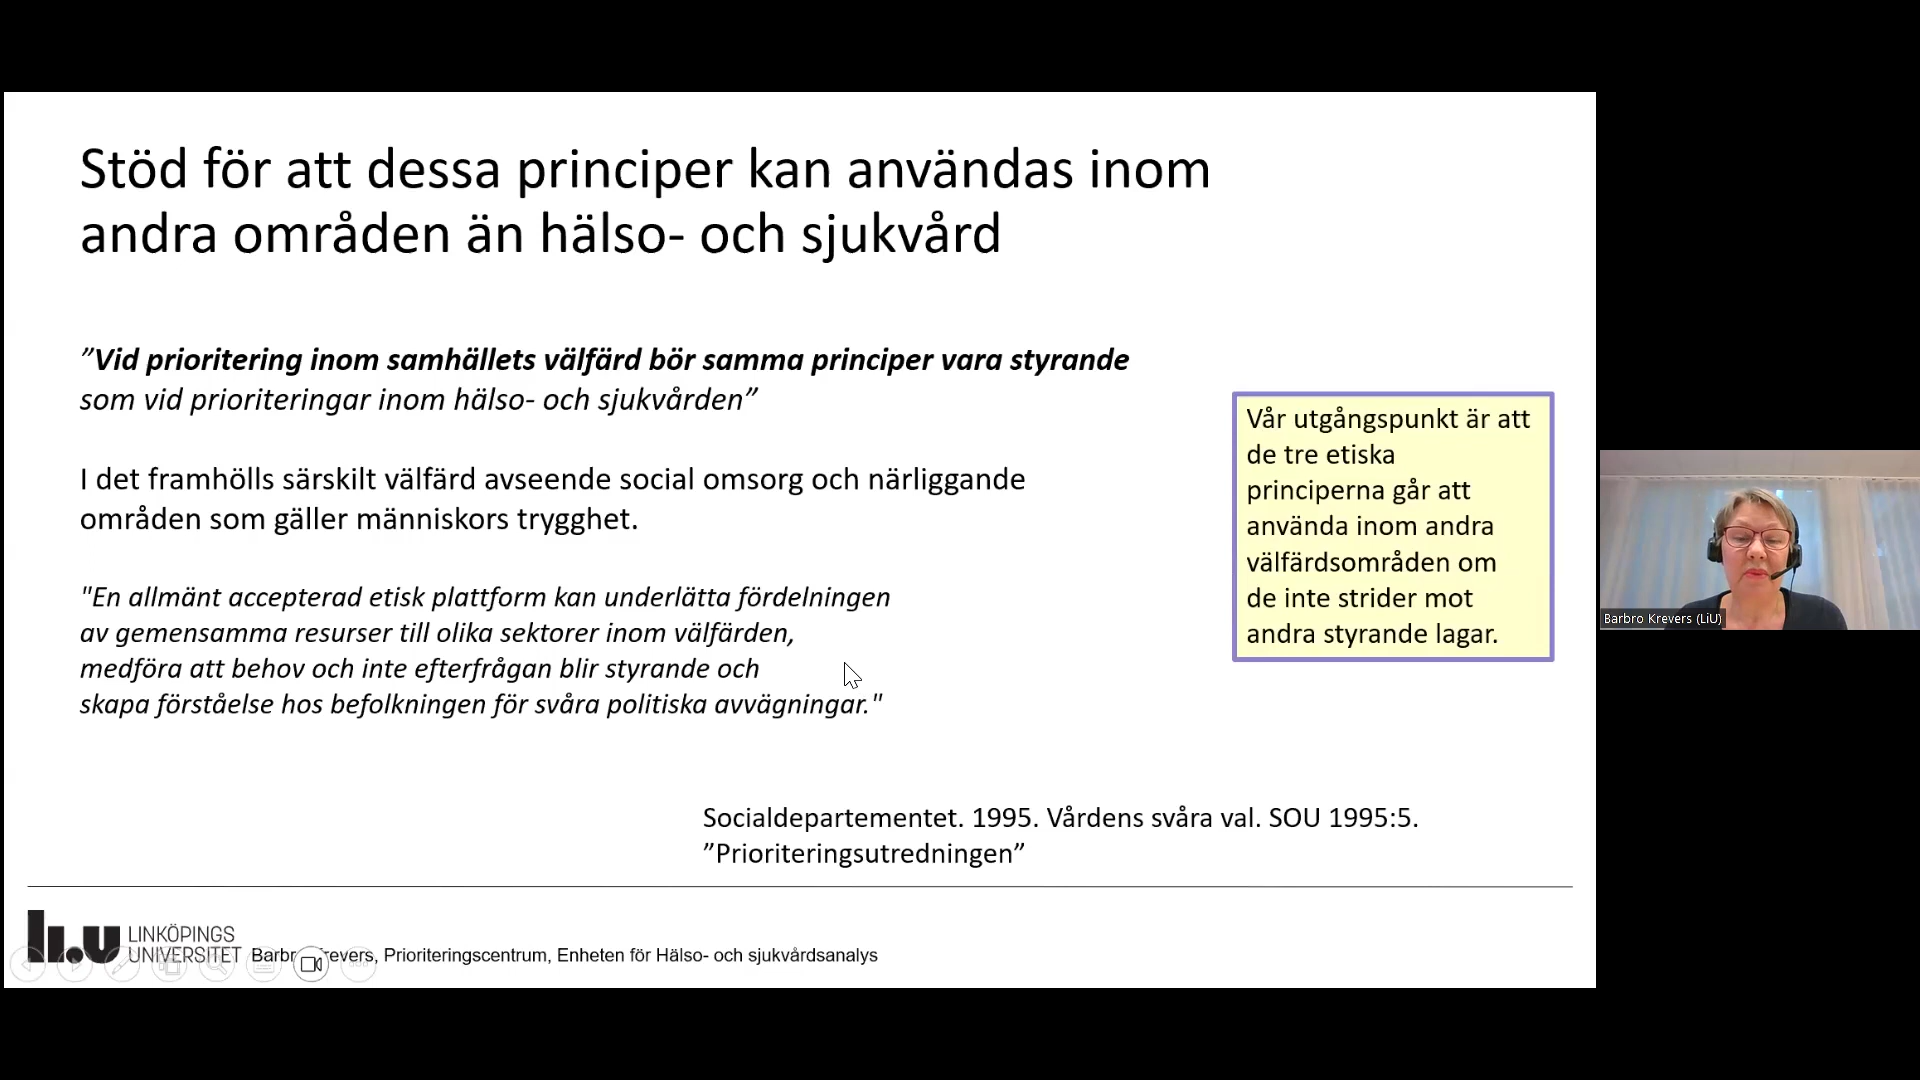 Stöd för att dessa principer kan användas inom
andra områden än hälso- och sjukvård
”Vid prioritering inom samhällets välfärd bör samma principer vara styrande
som vid prioriteringar inom hälso- och sjukvården”
I det framhölls särskilt välfärd avseende social omsorg och närliggande
områden som gäller människors trygghet.
"En allmänt accepterad etisk plattform kan underlätta fördelningen
av gemensamma resurser till olika sektorer inom välfärden,
medföra att behov och inte efterfrågan blir styrande och
skapa förståelse hos befolkningen för svåra politiska avvägningar."
Vår utgångspunkt är att
de tre etiska
principerna går att
använda inom andra
välfärdsområden om
de inte strider mot
andra styrande lagar.
Barbro Krevers (LiU)
Socialdepartementet. 1995. Vårdens svåra val. SOU 1995:5.
”Prioriteringsutredningen”
LiU LINKÖPINGS
UNIVERSITET
Barbro Krevers, Prioriteringscentrum, Enheten för Hälso- och sjukvårdsanalys